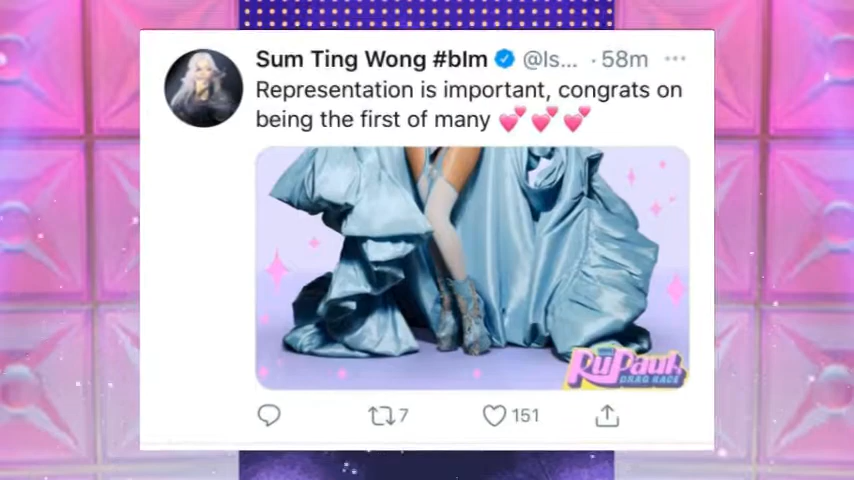 Sum Ting Wong #blm @ls... · 58m ...
Representation is important, congrats on
being the first of many 💕💕💕
RuPaul's
DRAG RACE
7 151